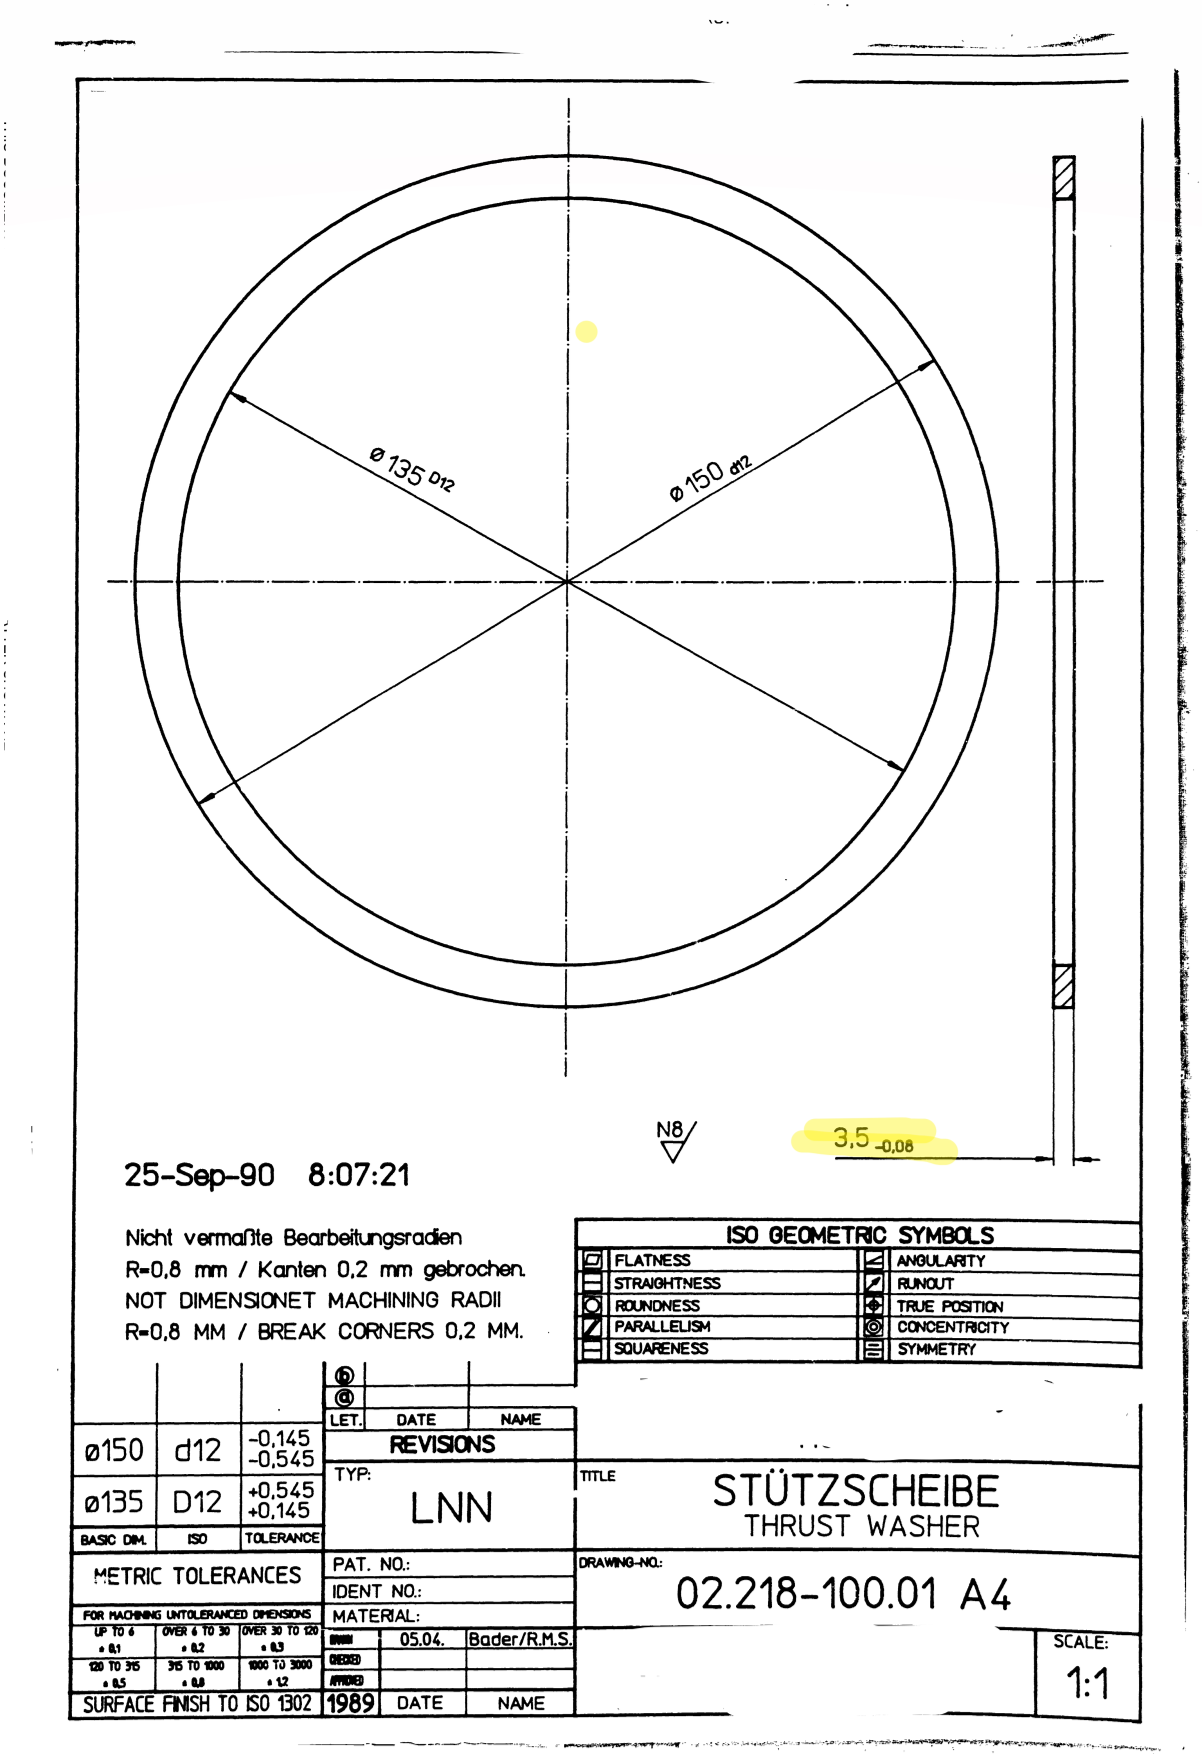 ø 135 D12
ø 150 d12
N8
3,5 -0,08
25-Sep-90 8:07:21
Nicht vermaßte Bearbeitungsradien
R=0,8 mm / Kanten 0,2 mm gebrochen.
NOT DIMENSIONET MACHINING RADII
R=0,8 MM / BREAK CORNERS 0,2 MM.
ISO GEOMETRIC SYMBOLS
FLATNESS ANGULARITY
STRAIGHTNESS RUNOUT
ROUNDNESS TRUE POSITION
PARALLELISM CONCENTRICITY
SQUARENESS SYMMETRY
b
a
LET. DATE NAME
REVISIONS
ø150 d12 -0,145 -0,545
ø135 D12 +0,545 +0,145
BASIC DIM. ISO TOLERANCE
TYP:
LNN
TITLE
STÜTZSCHEIBE
THRUST WASHER
METRIC TOLERANCES
PAT. NO.:
IDENT NO.:
MATERIAL:
DRAWING-NO.:
02.218-100.01 A4
FOR MACHINING UNTOLERANCED DIMENSIONS
UP TO 6 OVER 6 TO 30 OVER 30 TO 120
± 0,1 ± 0,2 ± 0,3
120 TO 315 315 TO 1000 1000 TO 3000
± 0,5 ± 0,8 ± 1,2
SURFACE FINISH TO ISO 1302
05.04. Bader/R.M.S.
CHECKED
APPROVED
1989 DATE NAME
SCALE:
1:1